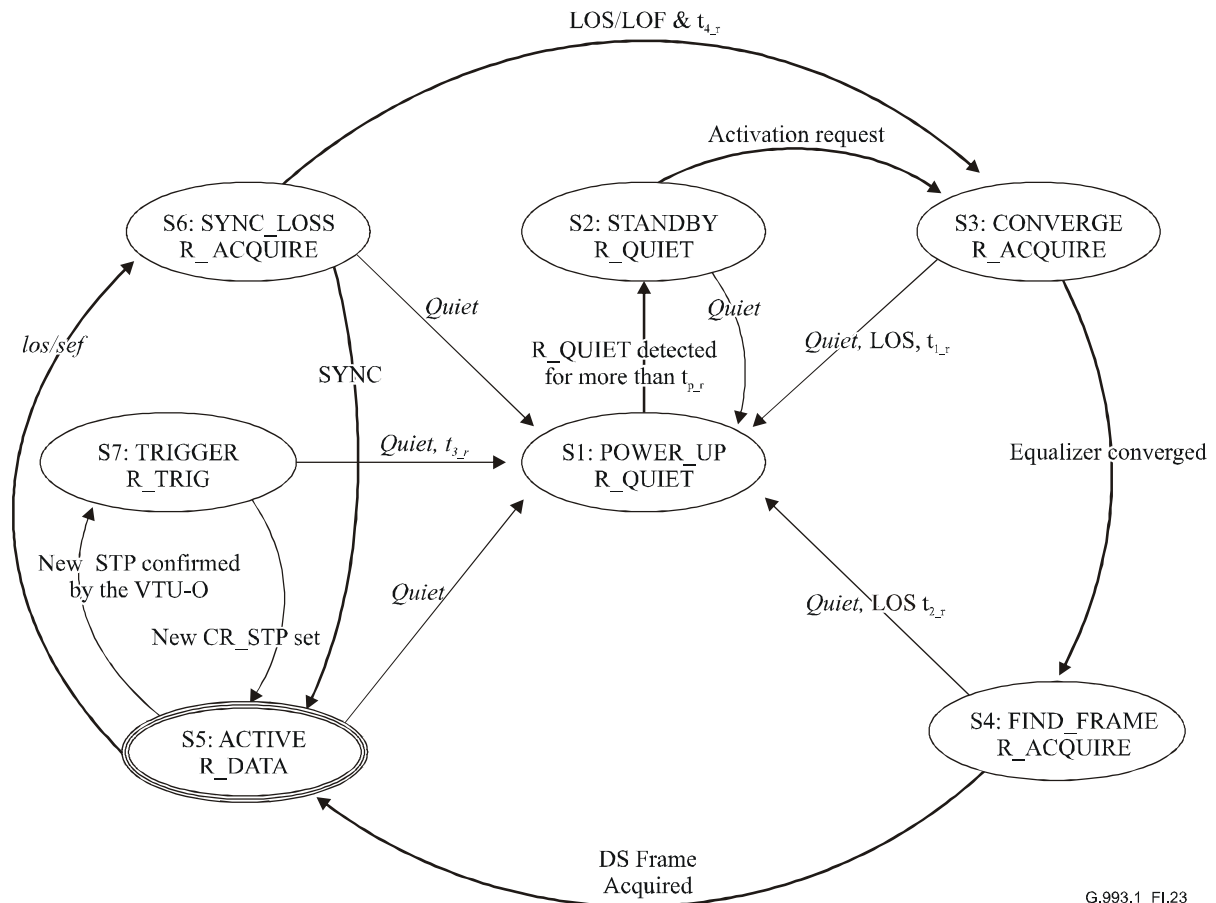 LOS/LOF & t4_r
Activation request
S6: SYNC_LOSS
R_ACQUIRE
S2: STANDBY
R_QUIET
S3: CONVERGE
R_ACQUIRE
Quiet
Quiet
los/sef
R_QUIET detected
for more than tp_r
Quiet, LOS, t1_r
SYNC
S7: TRIGGER
R_TRIG
Quiet, t3_r
S1: POWER_UP
R_QUIET
Equalizer converged
New STP confirmed
by the VTU-O
Quiet
Quiet, LOS t2_r
New CR_STP set
S5: ACTIVE
R_DATA
S4: FIND_FRAME
R_ACQUIRE
DS Frame
Acquired
G.993.1_FI.23